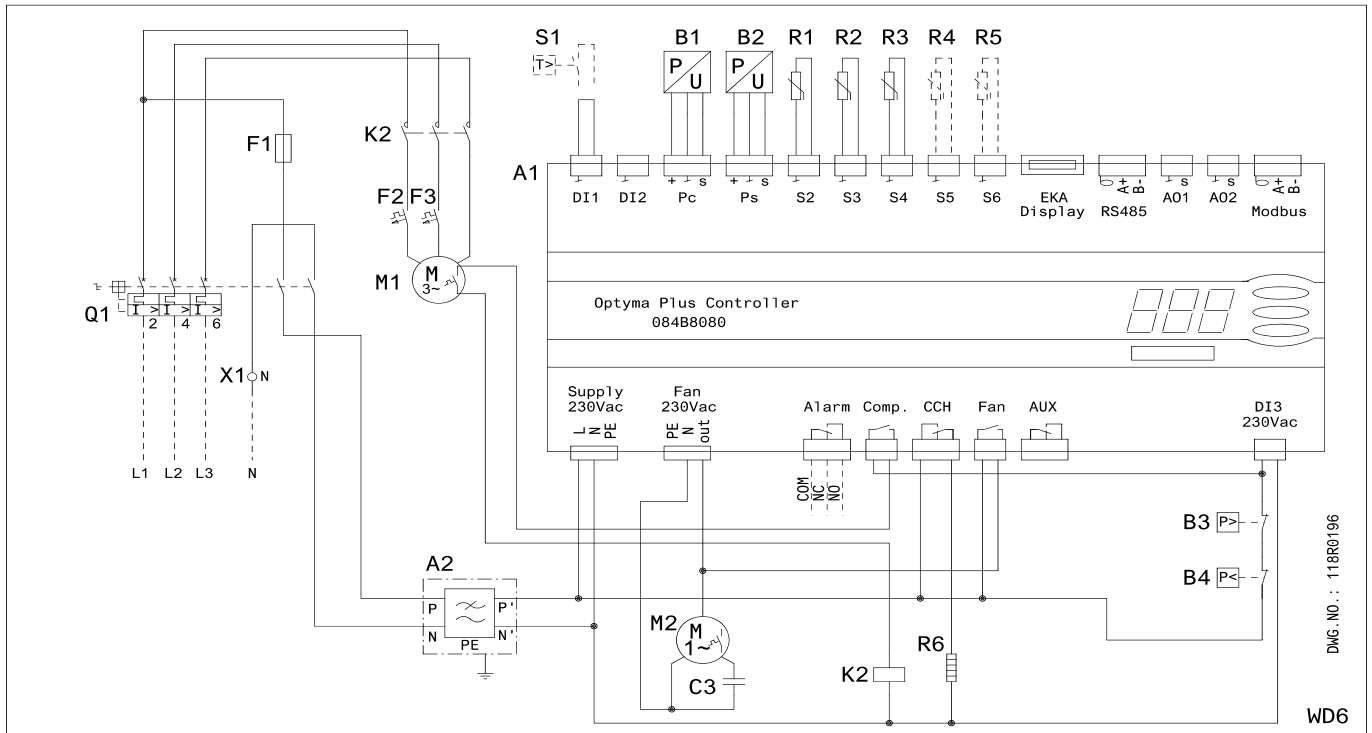 S1 B1 B2 R1 R2 R3 R4 R5
T> P U P U
F1
K2
A1
+ s + s s s
DI1 DI2 Pc Ps S2 S3 S4 S5 S6 EKA Display RS485 AO1 AO2 Modbus
A+ B- A+ B-
F2 F3
M1 M 3~
Q1 I > I > I >
2 4 6
Optyma Plus Controller
084B8080
X1 N
Supply 230Vac
Fan 230Vac
Alarm Comp. CCH Fan AUX
DI3 230Vac
L N PE
PE N out
L1 L2 L3 N
COM NC NO
B3 P>
B4 P<
A2
P P'
N N'
PE
M2 M 1~
C3
K2
R6
DWG.NO.: 118R0196
WD6